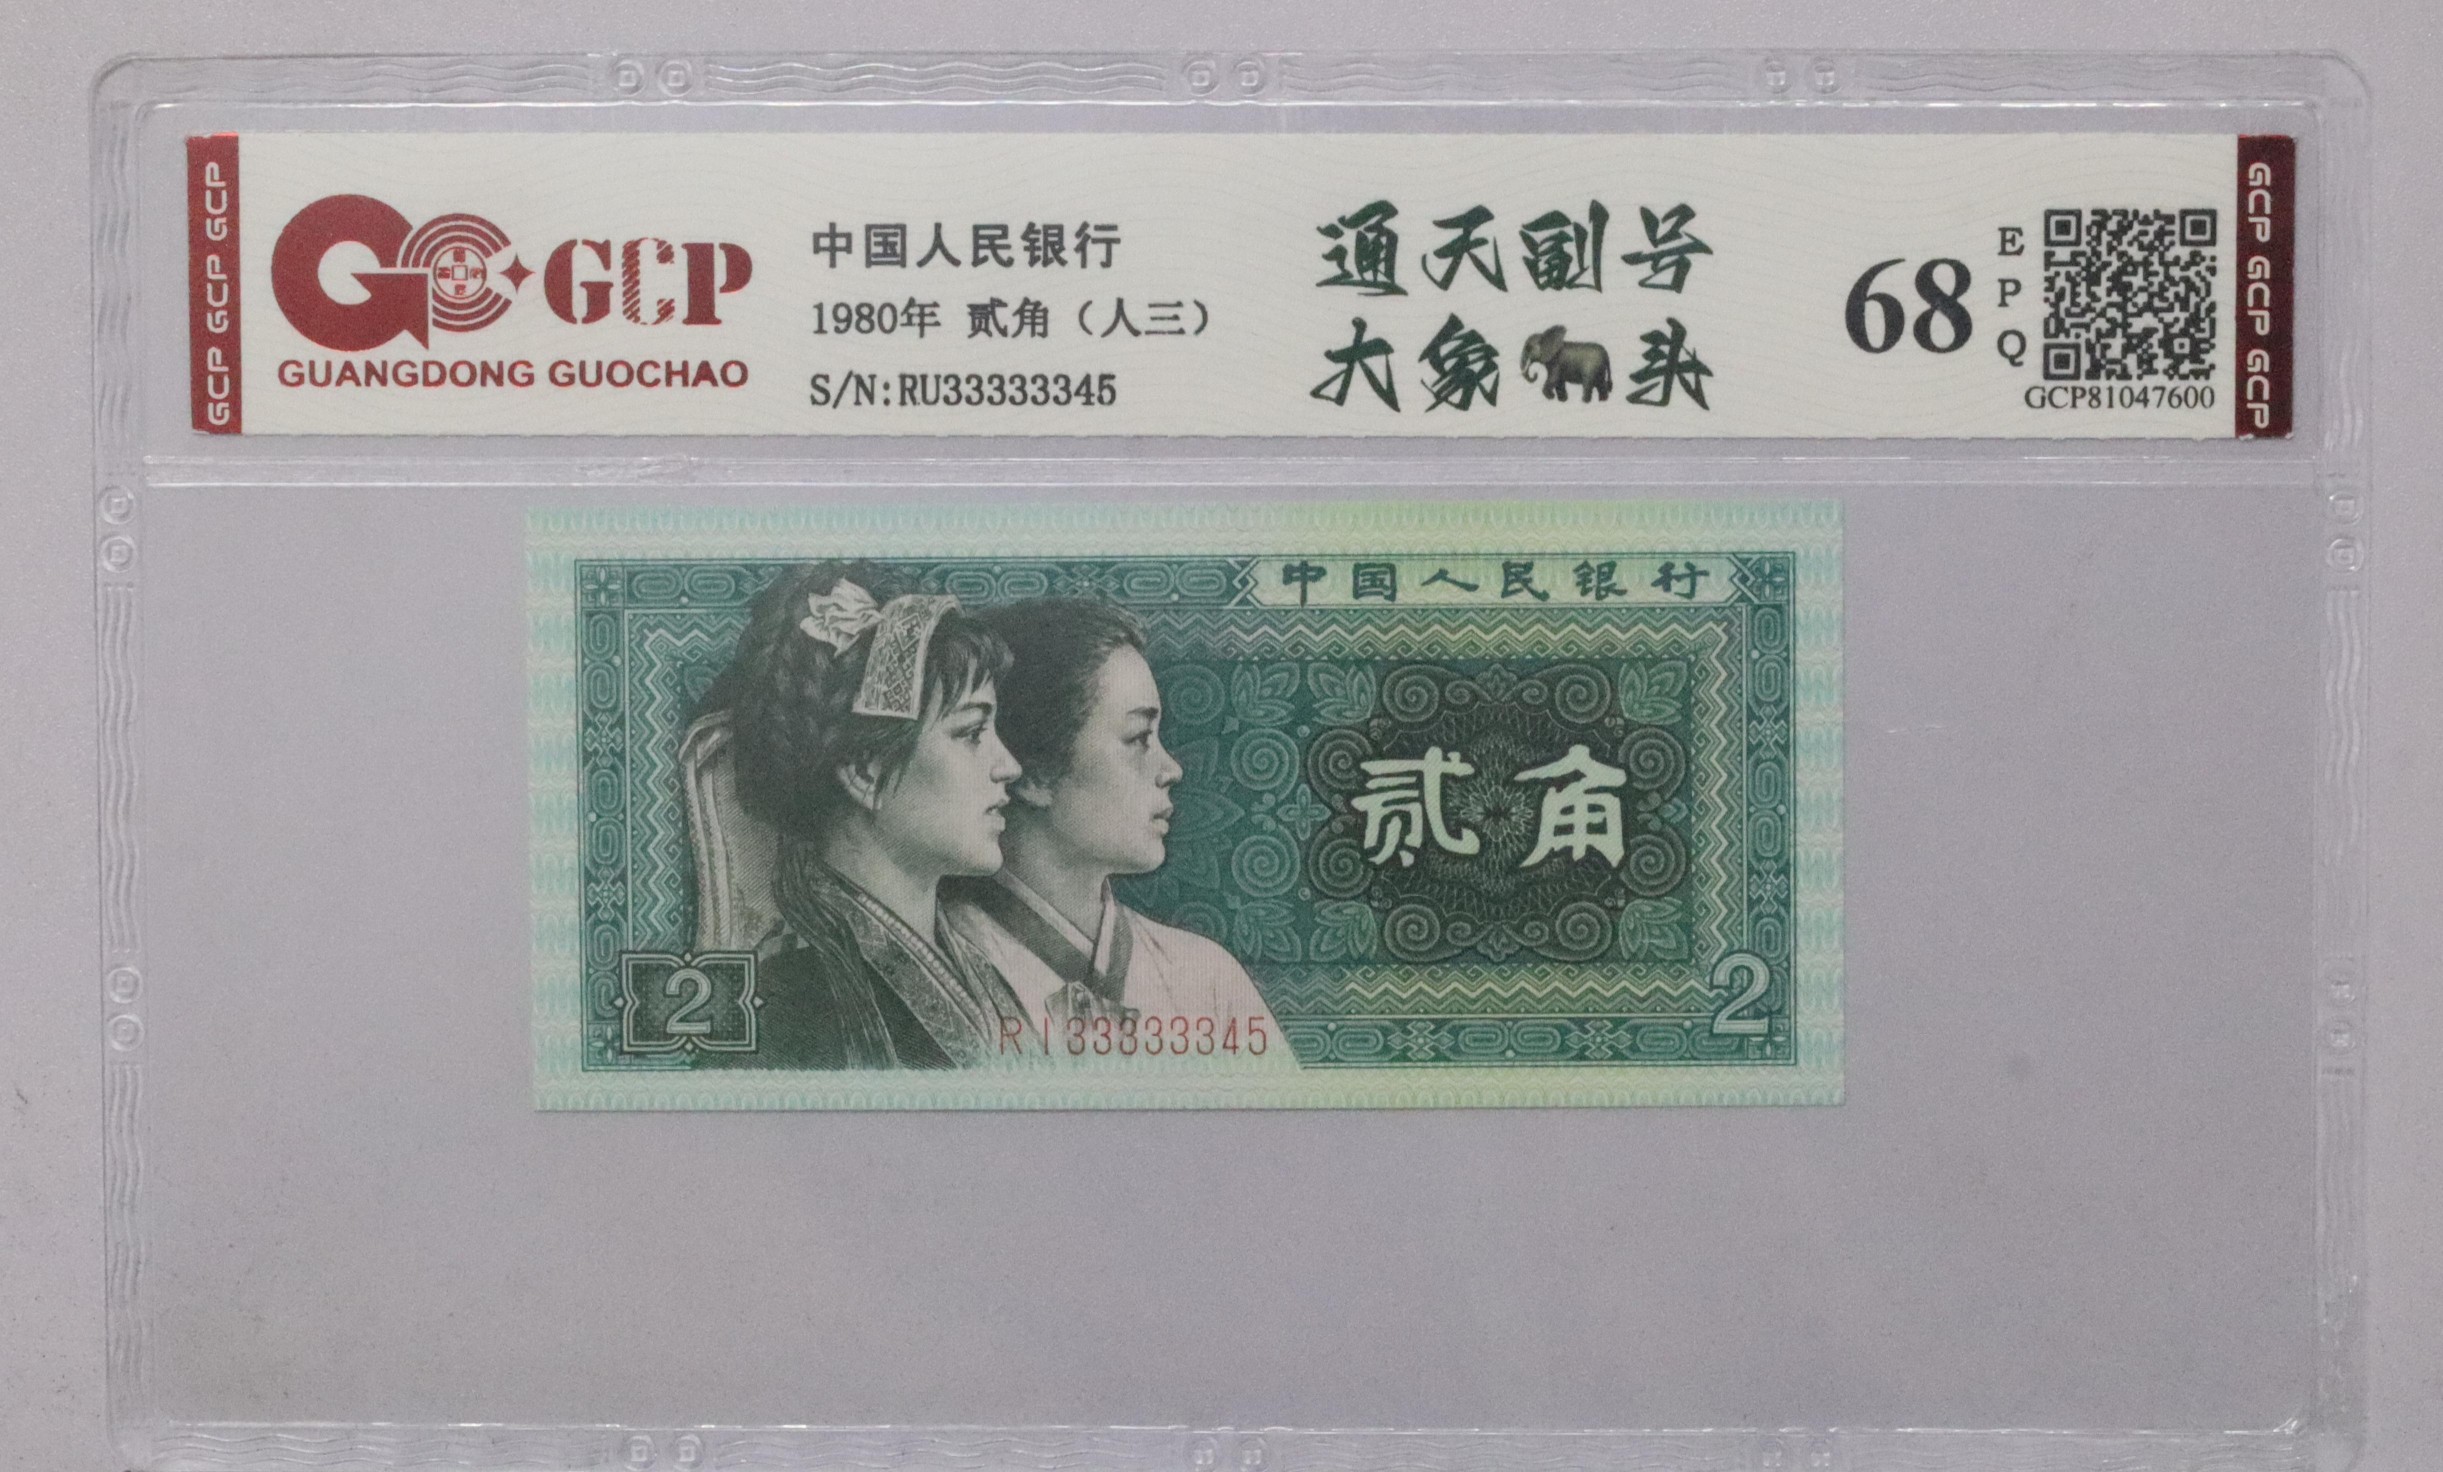 GCP GCP GCP
GC GCP
GUANGDONG GUOCHAO
中国人民银行
1980年 贰角（人三）
S/N:RU33333345
通天副号
大象🐘头
68
EPQ
GCP81047600
GCP GCP GCP
中国人民银行
贰角
2
RI33333345
2